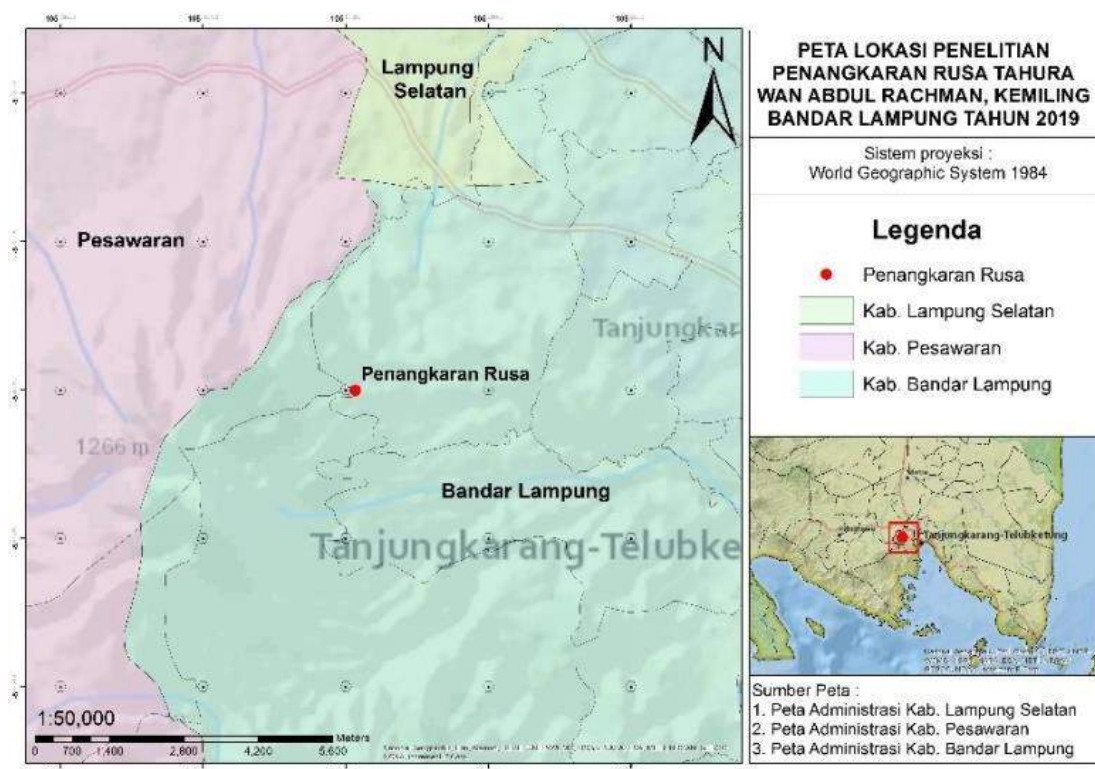 Lampung
Selatan
N
Pesawaran
Tanjungkar
Penangkaran Rusa
1266 m
Bandar Lampung
Tanjungkarang-Telubke
1:50,000
Meters
0 700 1,400 2,800 4,200 5,600
PETA LOKASI PENELITIAN
PENANGKARAN RUSA TAHURA
WAN ABDUL RACHMAN, KEMILING
BANDAR LAMPUNG TAHUN 2019
Sistem proyeksi :
World Geographic System 1984
Legenda
Penangkaran Rusa
Kab. Lampung Selatan
Kab. Pesawaran
Kab. Bandar Lampung
Tanjungkarang-Telubketung
Sumber Peta :
1. Peta Administrasi Kab. Lampung Selatan
2. Peta Administrasi Kab. Pesawaran
3. Peta Administrasi Kab. Bandar Lampung